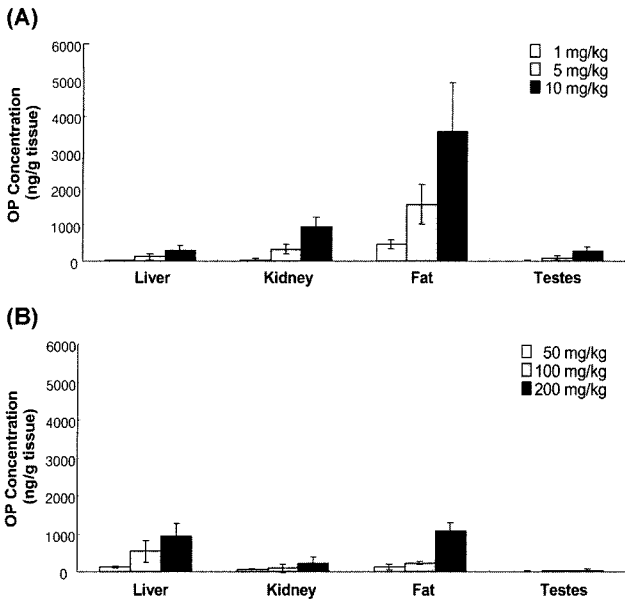 (A)
OP Concentration
(ng/g tissue)
6000
5000
4000
3000
2000
1000
0
1 mg/kg
5 mg/kg
10 mg/kg
Liver Kidney Fat Testes
(B)
OP Concentration
(ng/g tissue)
6000
5000
4000
3000
2000
1000
0
50 mg/kg
100 mg/kg
200 mg/kg
Liver Kidney Fat Testes